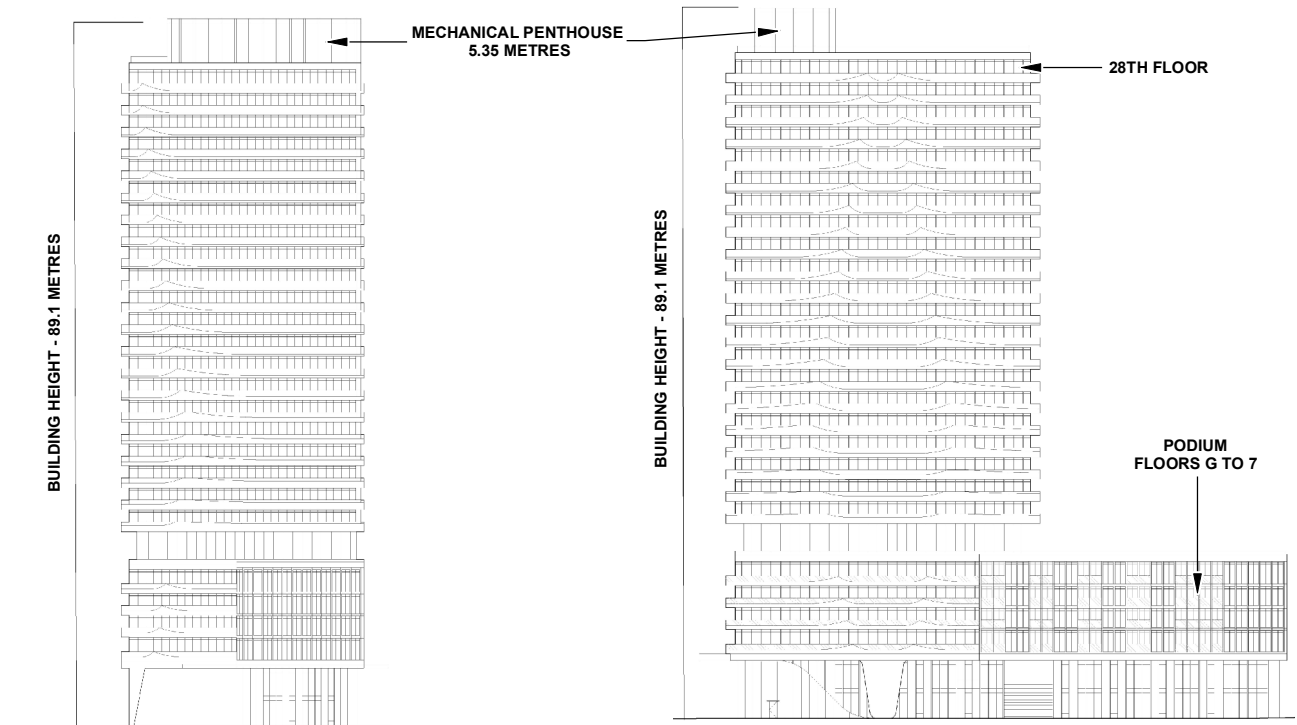 MECHANICAL PENTHOUSE
5.35 METRES
28TH FLOOR
BUILDING HEIGHT - 89.1 METRES
BUILDING HEIGHT - 89.1 METRES
PODIUM
FLOORS G TO 7